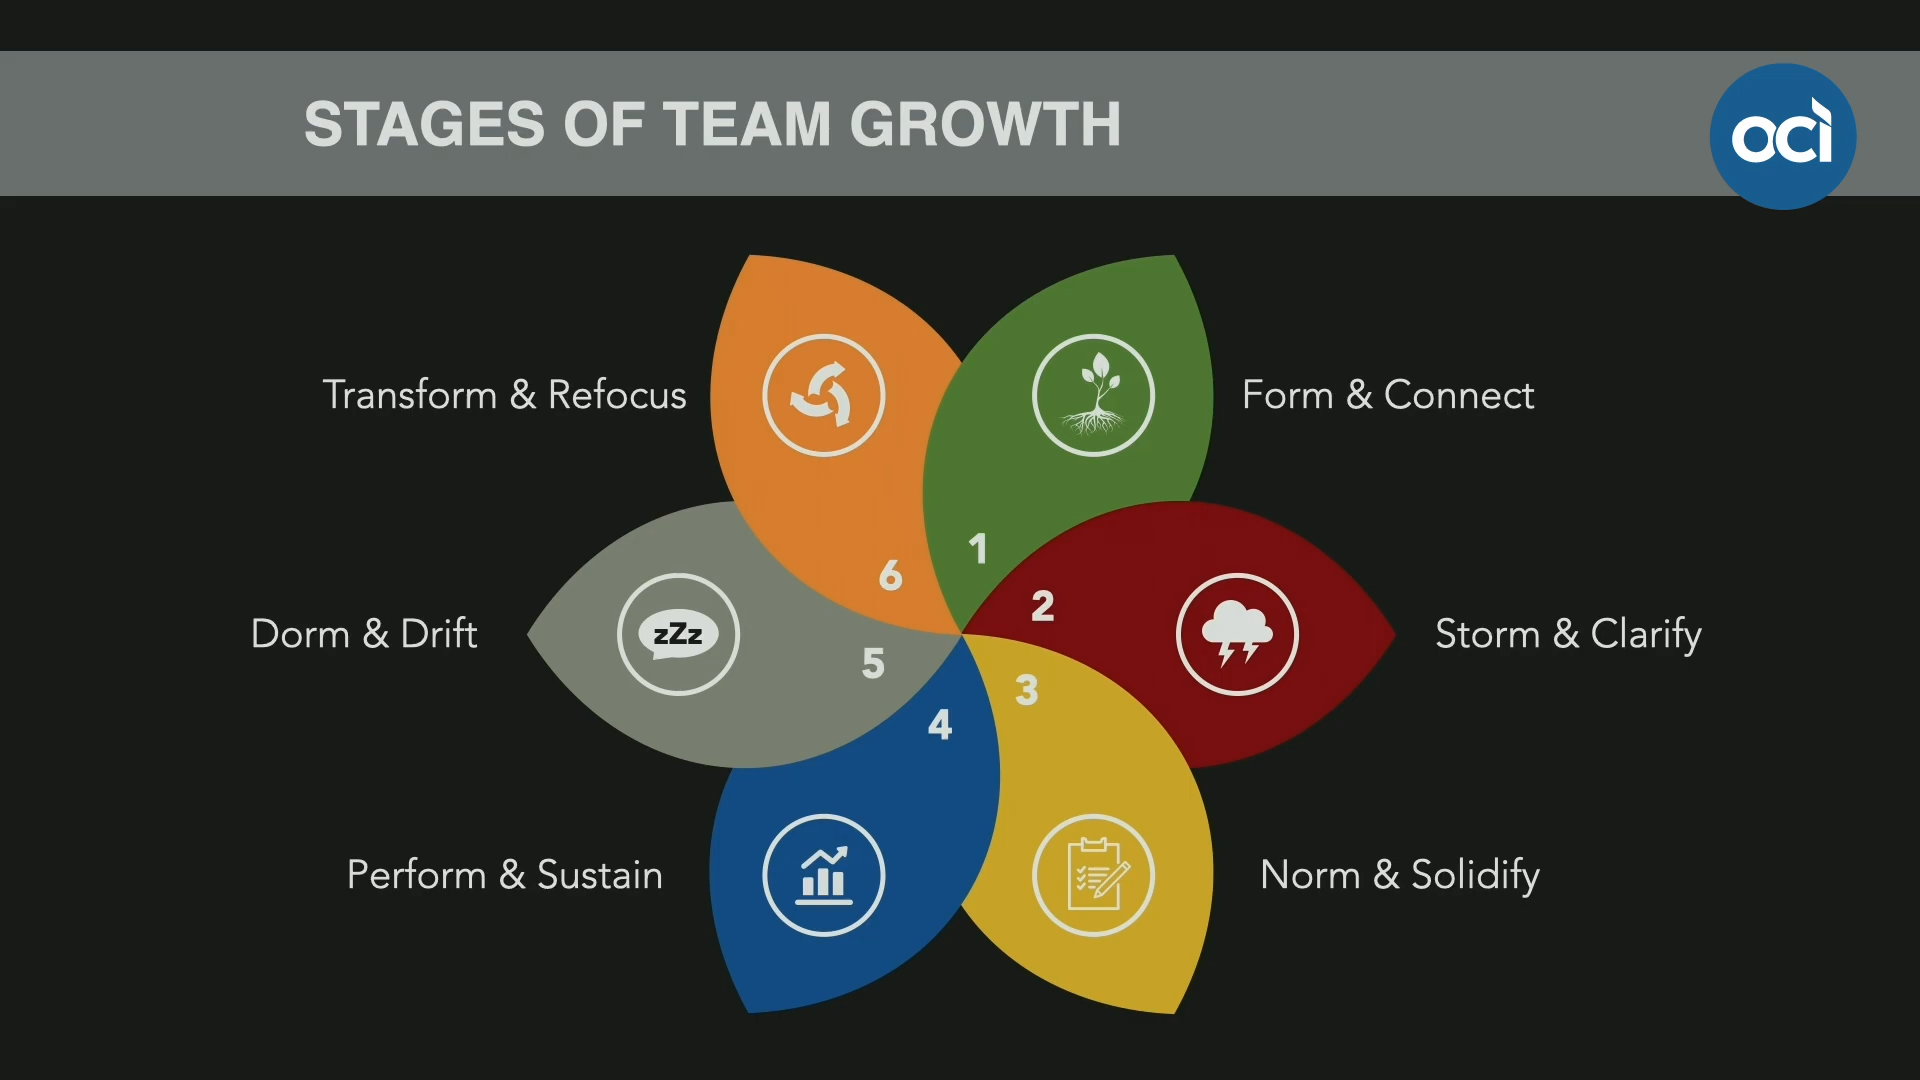 STAGES OF TEAM GROWTH
oci
Transform & Refocus
Form & Connect
6
1
2
Dorm & Drift
zZz
Storm & Clarify
5
3
4
Perform & Sustain
Norm & Solidify